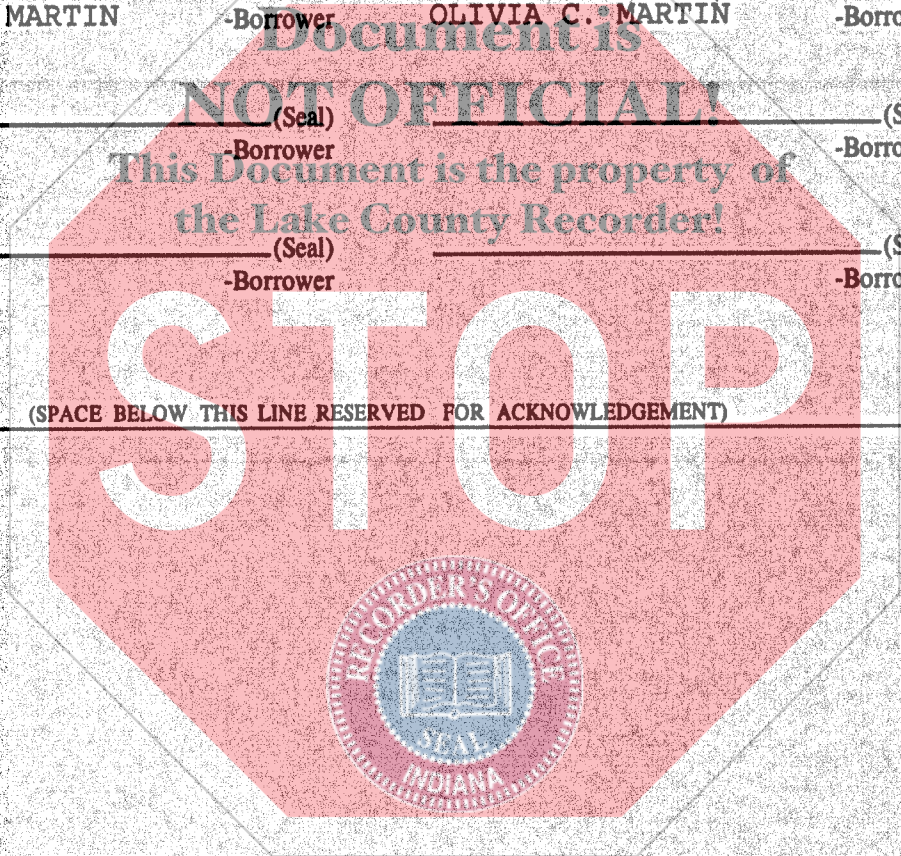 MARTIN -Borrower OLIVIA C. MARTIN -Borro
Document is
NOT OFFICIAL!
(Seal) (S
-Borrower -Borro
This Document is the property of
the Lake County Recorder!
(Seal) (S
-Borrower -Borro
STOP
(SPACE BELOW THIS LINE RESERVED FOR ACKNOWLEDGEMENT)
RECORDER'S OFFICE
SEAL
INDIANA